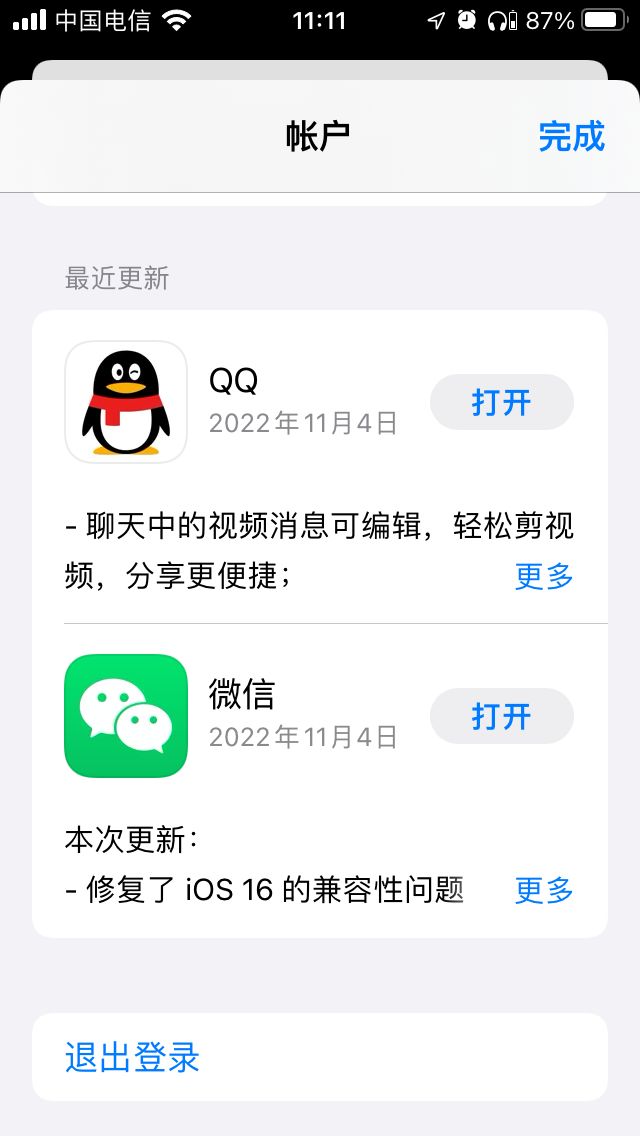 中国电信 11:11 87%
帐户 完成
最近更新
QQ
2022年11月4日
打开
- 聊天中的视频消息可编辑，轻松剪视
频，分享更便捷； 更多
微信
2022年11月4日
打开
本次更新：
- 修复了 iOS 16 的兼容性问题 更多
退出登录